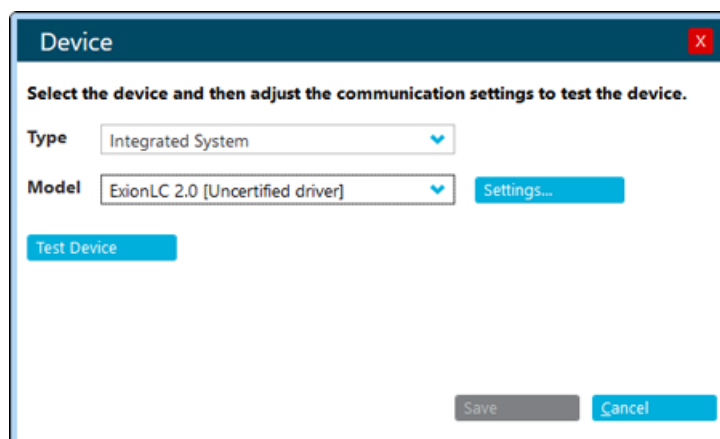 Device
X
Select the device and then adjust the communication settings to test the device.
Type Integrated System
Model ExionLC 2.0 [Uncertified driver] Settings...
Test Device
Save Cancel